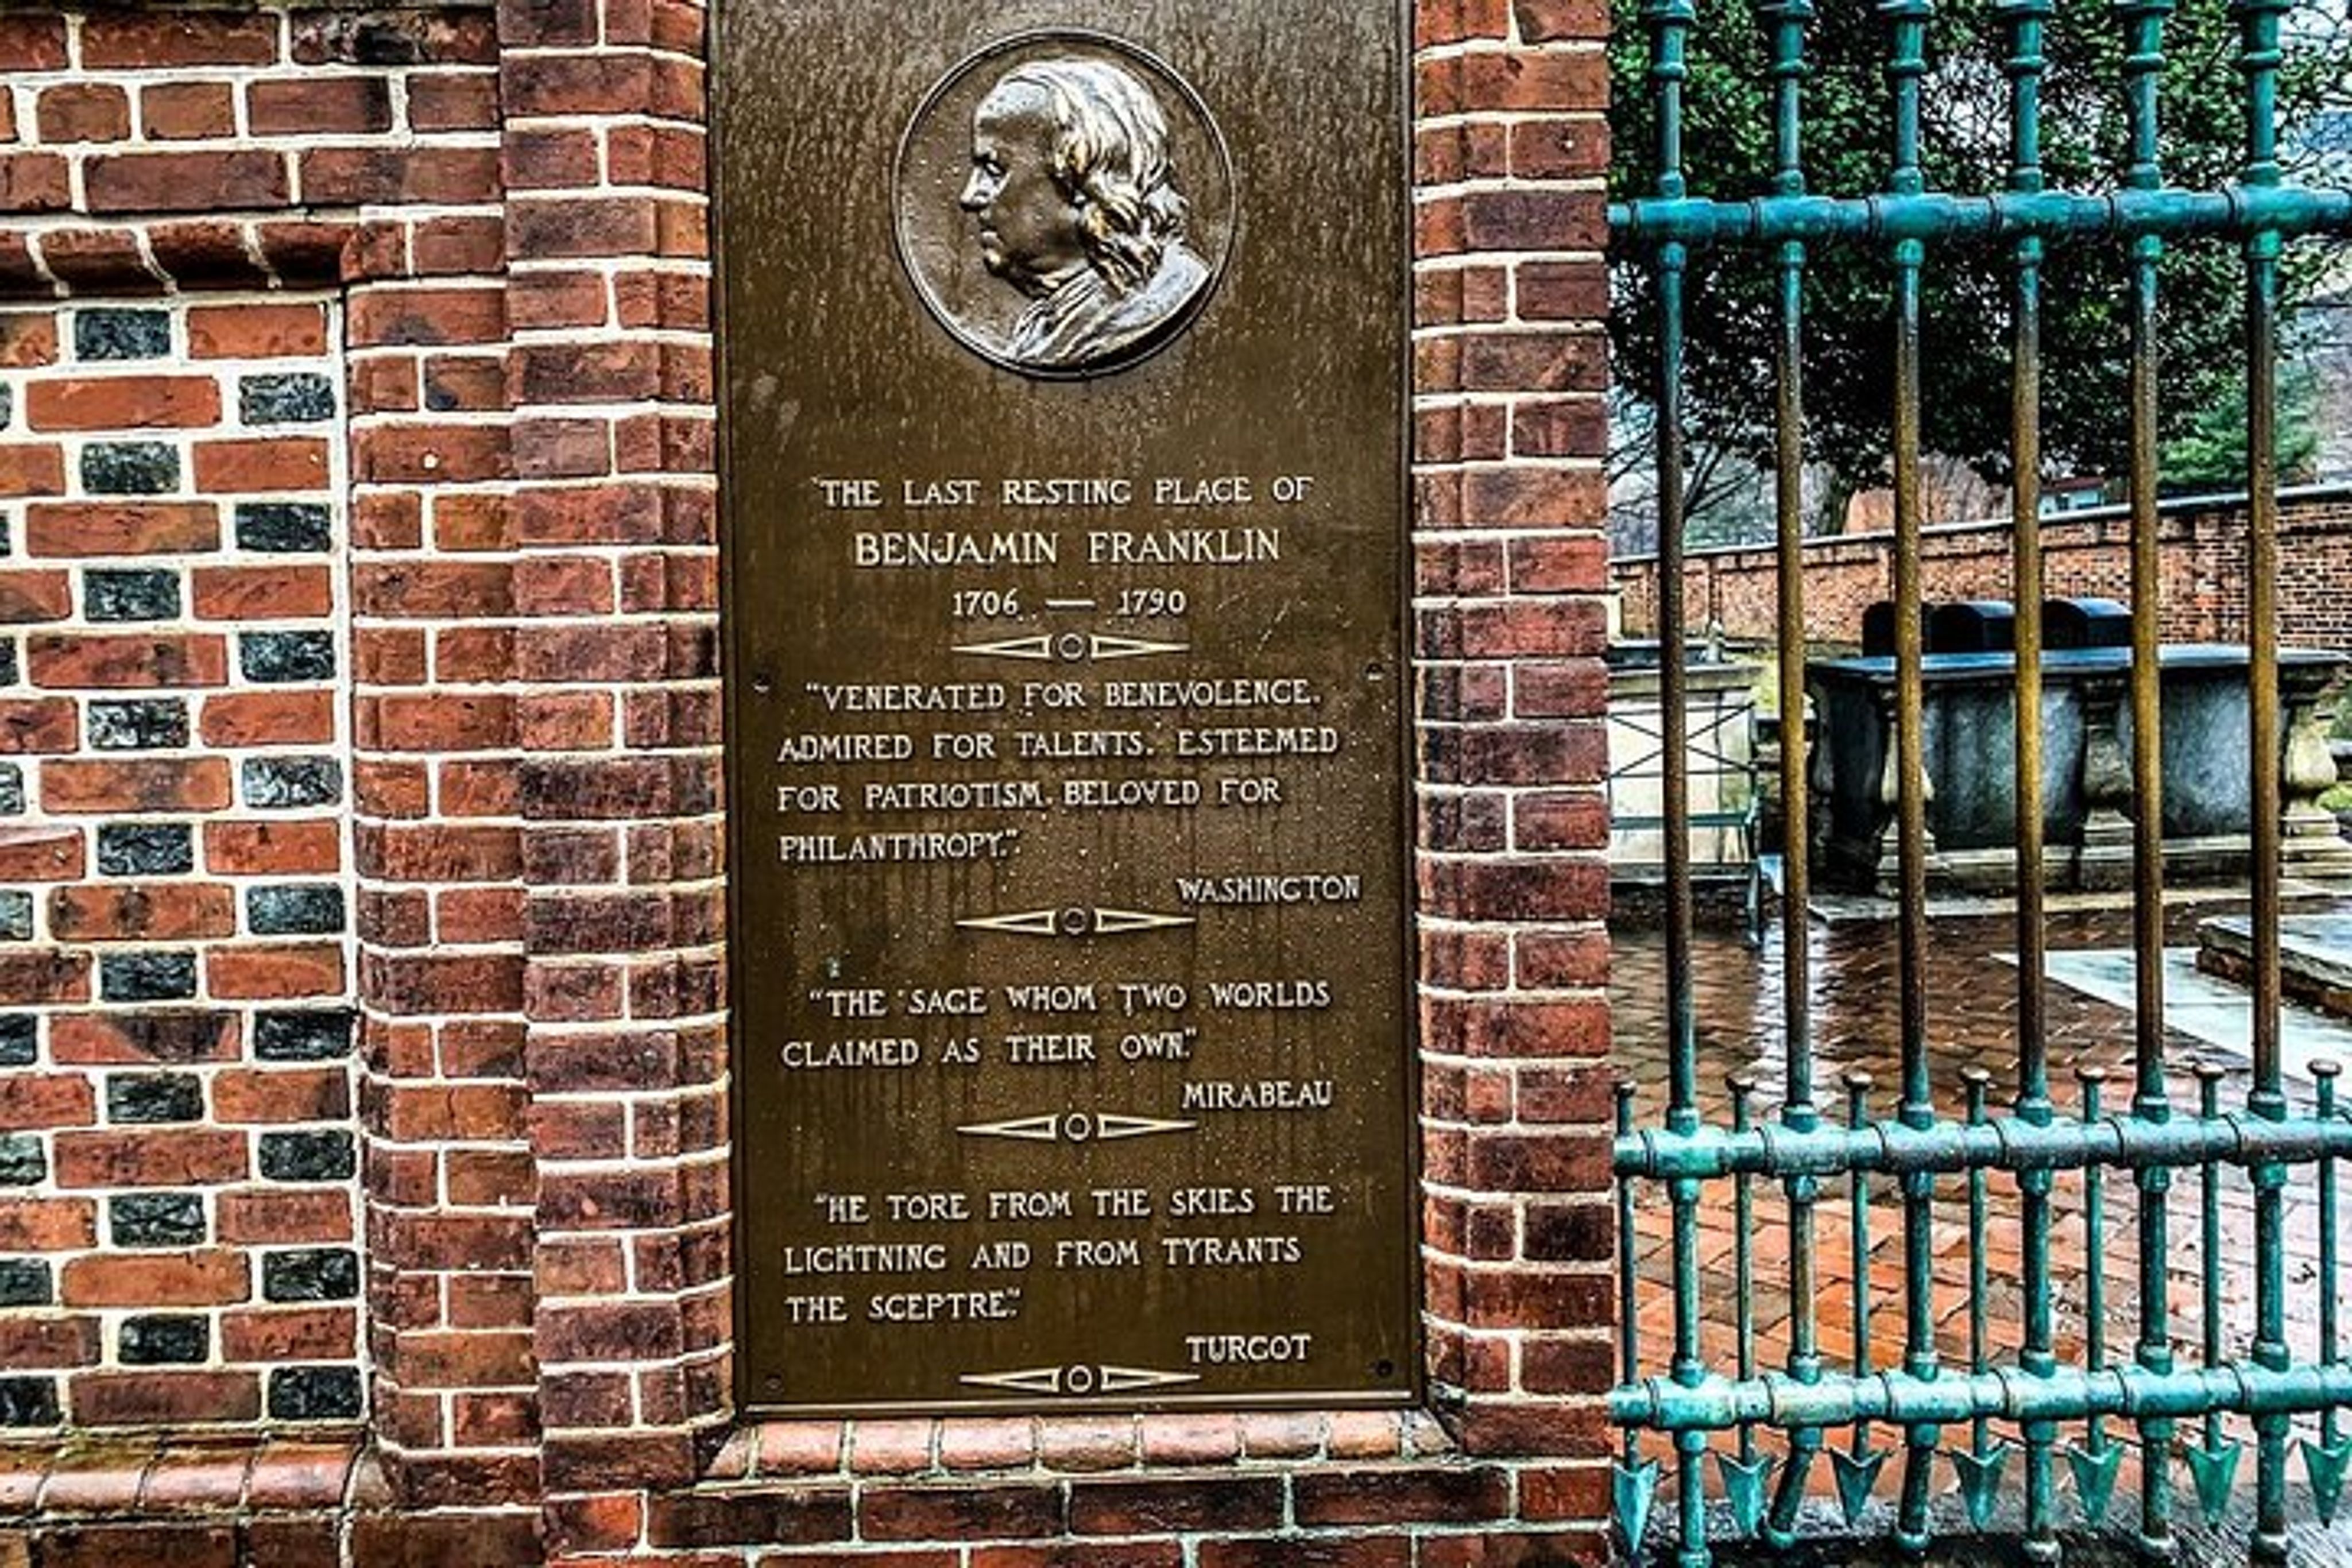 THE LAST RESTING PLACE OF
BENJAMIN FRANKLIN
1706 — 1790
"VENERATED FOR BENEVOLENCE.
ADMIRED FOR TALENTS. ESTEEMED
FOR PATRIOTISM. BELOVED FOR
PHILANTHROPY."
WASHINGTON
"THE SAGE WHOM TWO WORLDS
CLAIMED AS THEIR OWN."
MIRABEAU
"HE TORE FROM THE SKIES THE
LIGHTNING AND FROM TYRANTS
THE SCEPTRE."
TURGOT